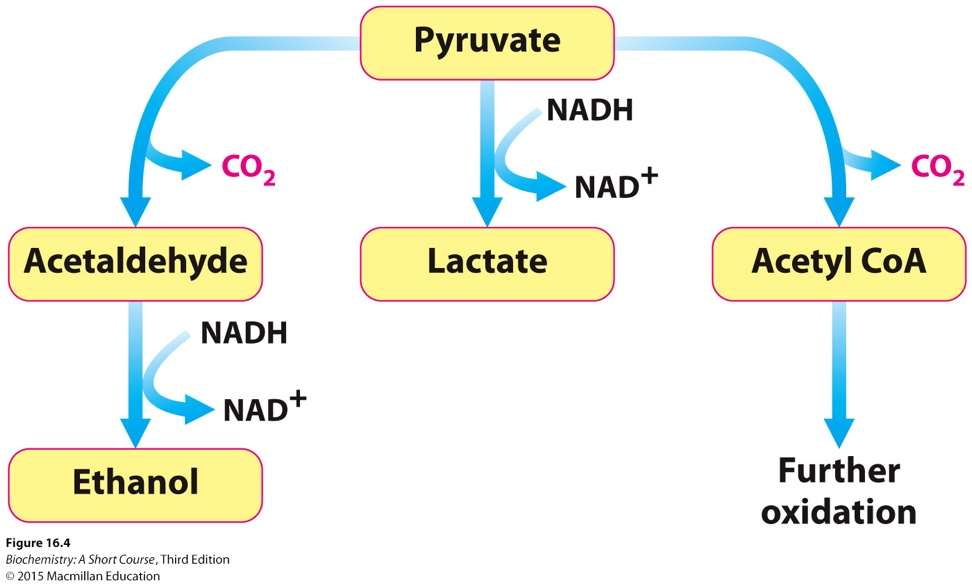 Pyruvate
NADH
CO₂
NAD⁺
CO₂
Acetaldehyde
Lactate
Acetyl CoA
NADH
NAD⁺
Ethanol
Further
oxidation
Figure 16.4
Biochemistry: A Short Course, Third Edition
© 2015 Macmillan Education